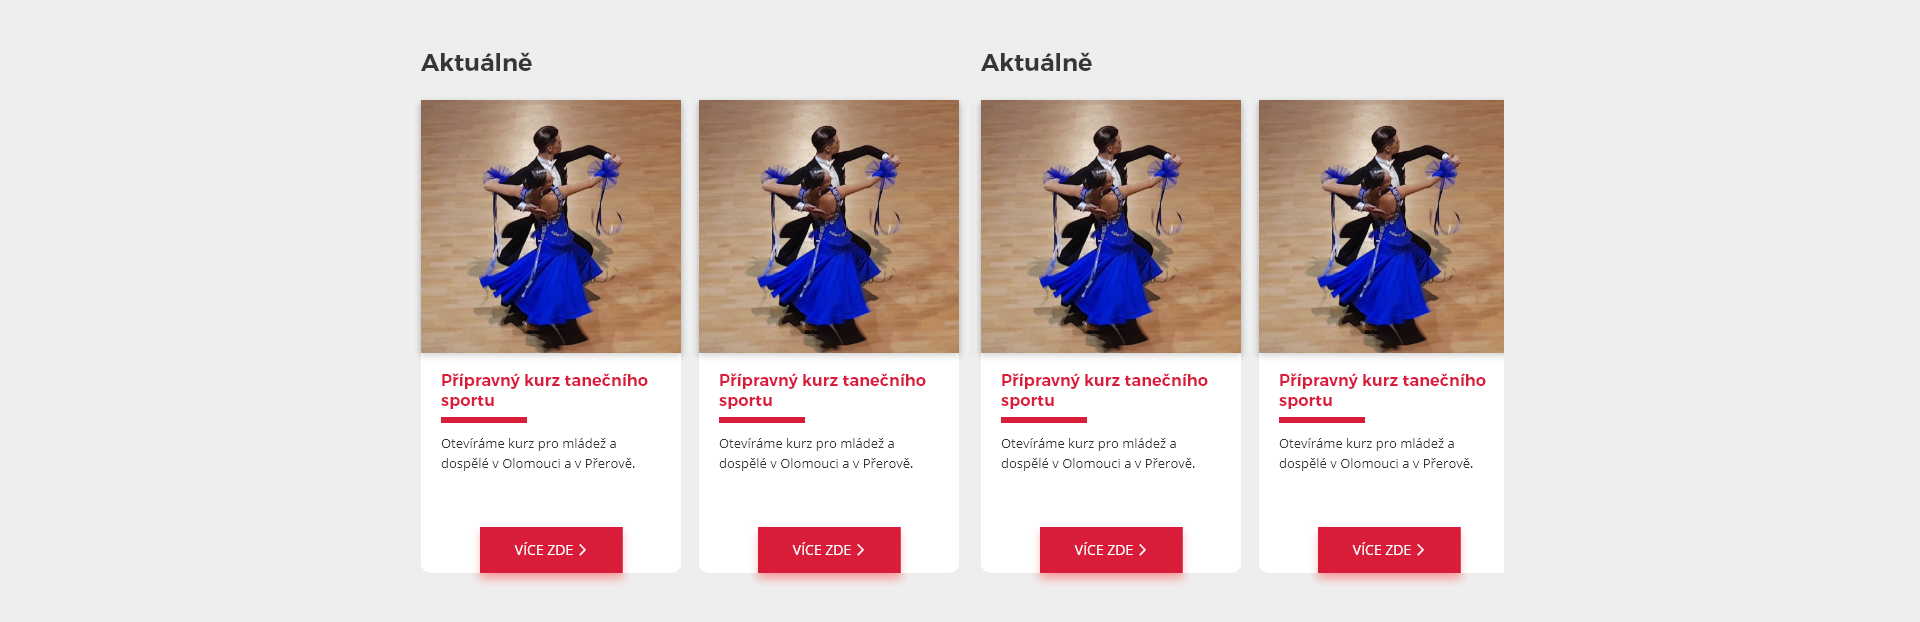 Aktuálně
Přípravný kurz tanečního
sportu
Otevíráme kurz pro mládež a
dospělé v Olomouci a v Přerově.
VÍCE ZDE
Přípravný kurz tanečního
sportu
Otevíráme kurz pro mládež a
dospělé v Olomouci a v Přerově.
VÍCE ZDE
Aktuálně
Přípravný kurz tanečního
sportu
Otevíráme kurz pro mládež a
dospělé v Olomouci a v Přerově.
VÍCE ZDE
Přípravný kurz tanečního
sportu
Otevíráme kurz pro mládež a
dospělé v Olomouci a v Přerově.
VÍCE ZDE